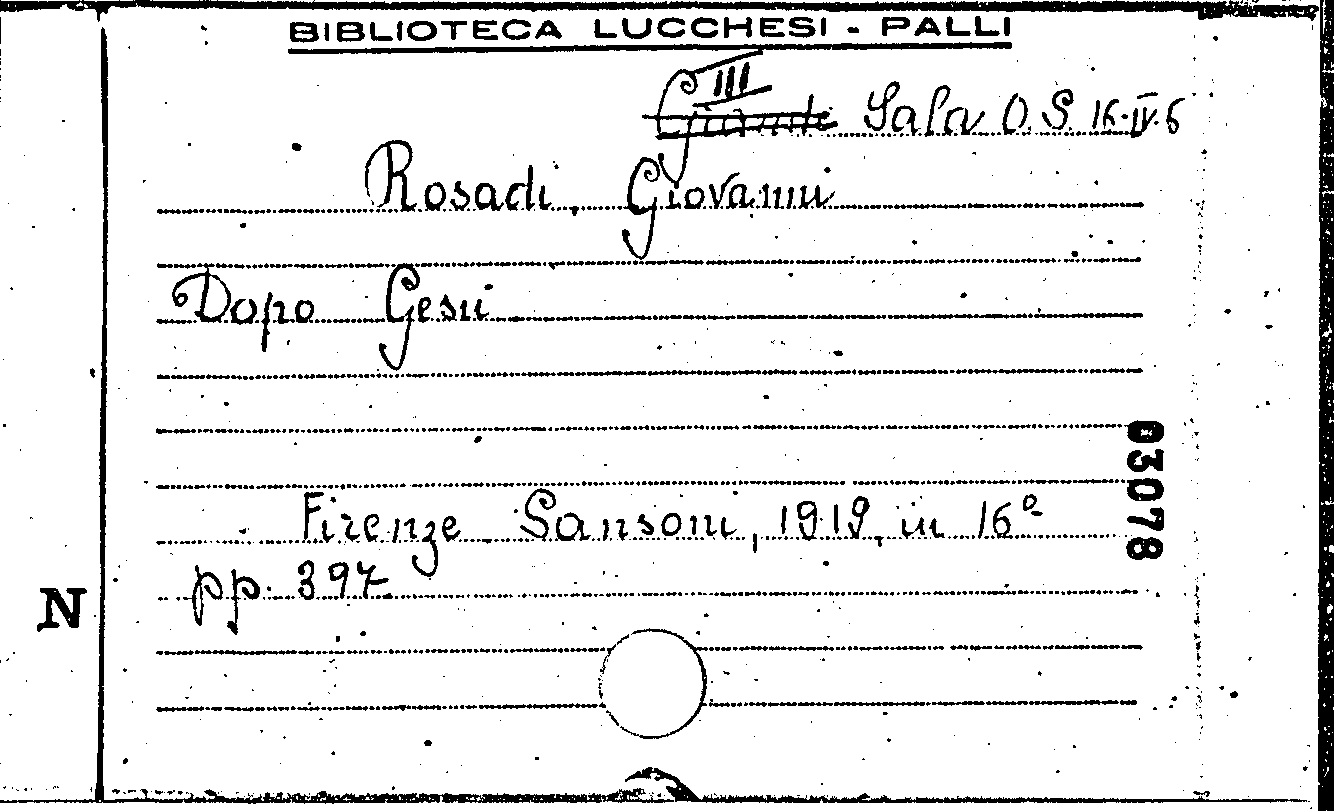 BIBLIOTECA LUCCHESI - PALLI
III
Sala O.S. 16.IV.6
Rosadi, Giovanni
Dopo Gesù
Firenze Sansoni, 1919, in 16º
pp. 397
03078
N